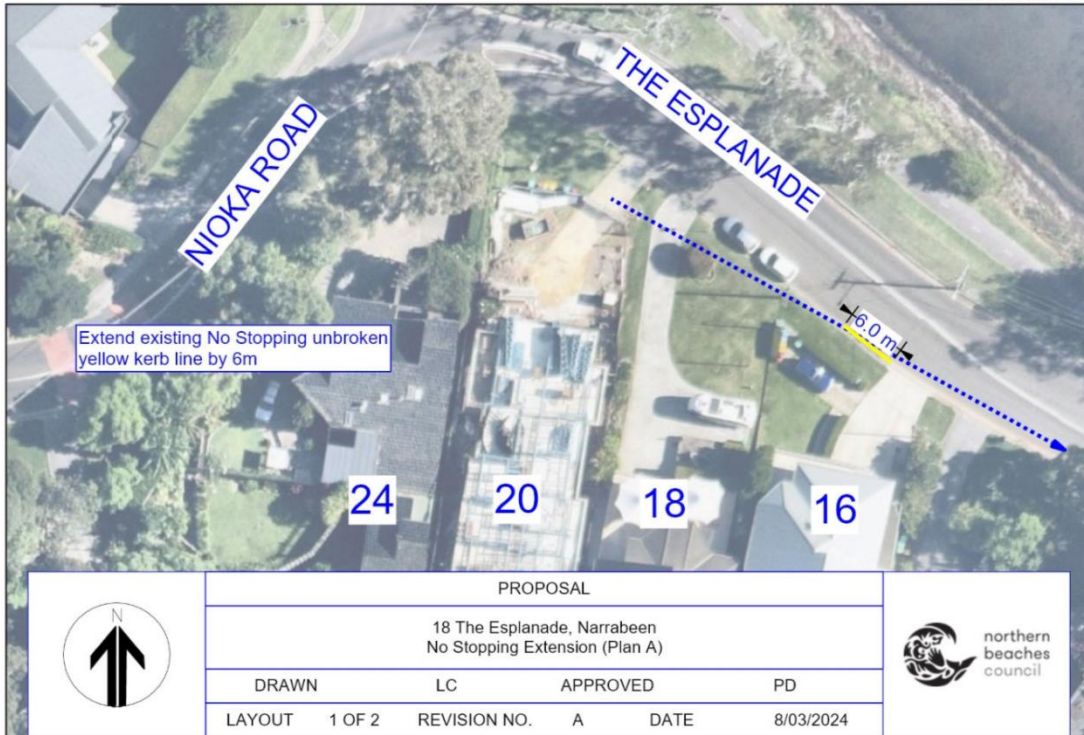 THE ESPLANADE
NIOKA ROAD
6.0 m
Extend existing No Stopping unbroken
yellow kerb line by 6m
24
20
18
16
PROPOSAL
N
18 The Esplanade, Narrabeen
No Stopping Extension (Plan A)
northern
beaches
council
DRAWN LC APPROVED PD
LAYOUT 1 OF 2 REVISION NO. A DATE 8/03/2024